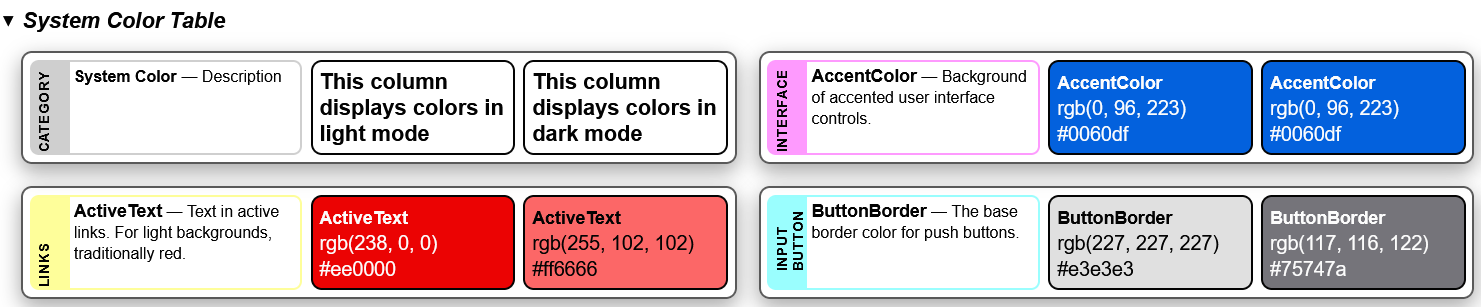 ▼ System Color Table
CATEGORY
System Color — Description
This column
displays colors in
light mode
This column
displays colors in
dark mode
INTERFACE
AccentColor — Background
of accented user interface
controls.
AccentColor
rgb(0, 96, 223)
#0060df
AccentColor
rgb(0, 96, 223)
#0060df
LINKS
ActiveText — Text in active
links. For light backgrounds,
traditionally red.
ActiveText
rgb(238, 0, 0)
#ee0000
ActiveText
rgb(255, 102, 102)
#ff6666
INPUT
BUTTON
ButtonBorder — The base
border color for push buttons.
ButtonBorder
rgb(227, 227, 227)
#e3e3e3
ButtonBorder
rgb(117, 116, 122)
#75747a